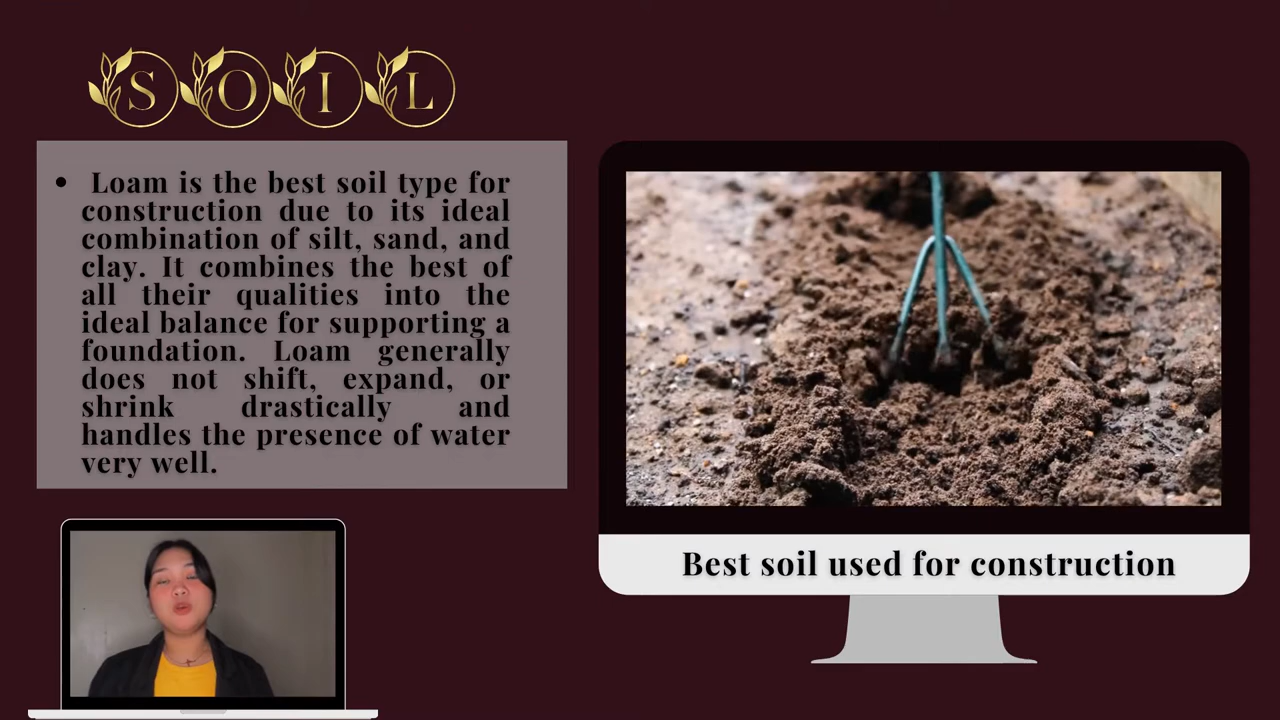 SOIL
• Loam is the best soil type for
construction due to its ideal
combination of silt, sand, and
clay. It combines the best of
all their qualities into the
ideal balance for supporting a
foundation. Loam generally
does not shift, expand, or
shrink drastically and
handles the presence of water
very well.
Best soil used for construction